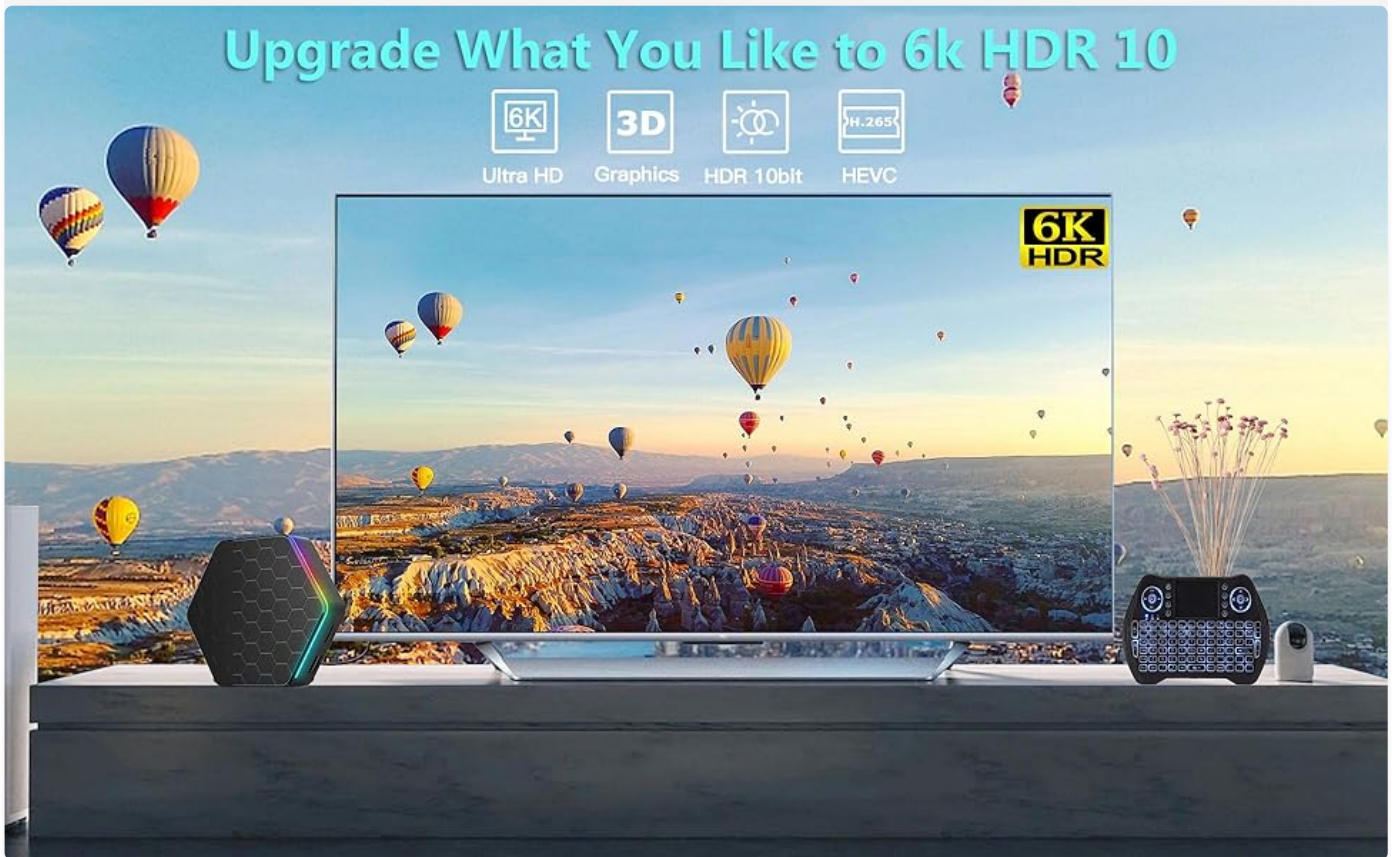 Upgrade What You Like to 6k HDR 10
6K
3D
H.265
Ultra HD
Graphics
HDR 10bit
HEVC
6K
HDR